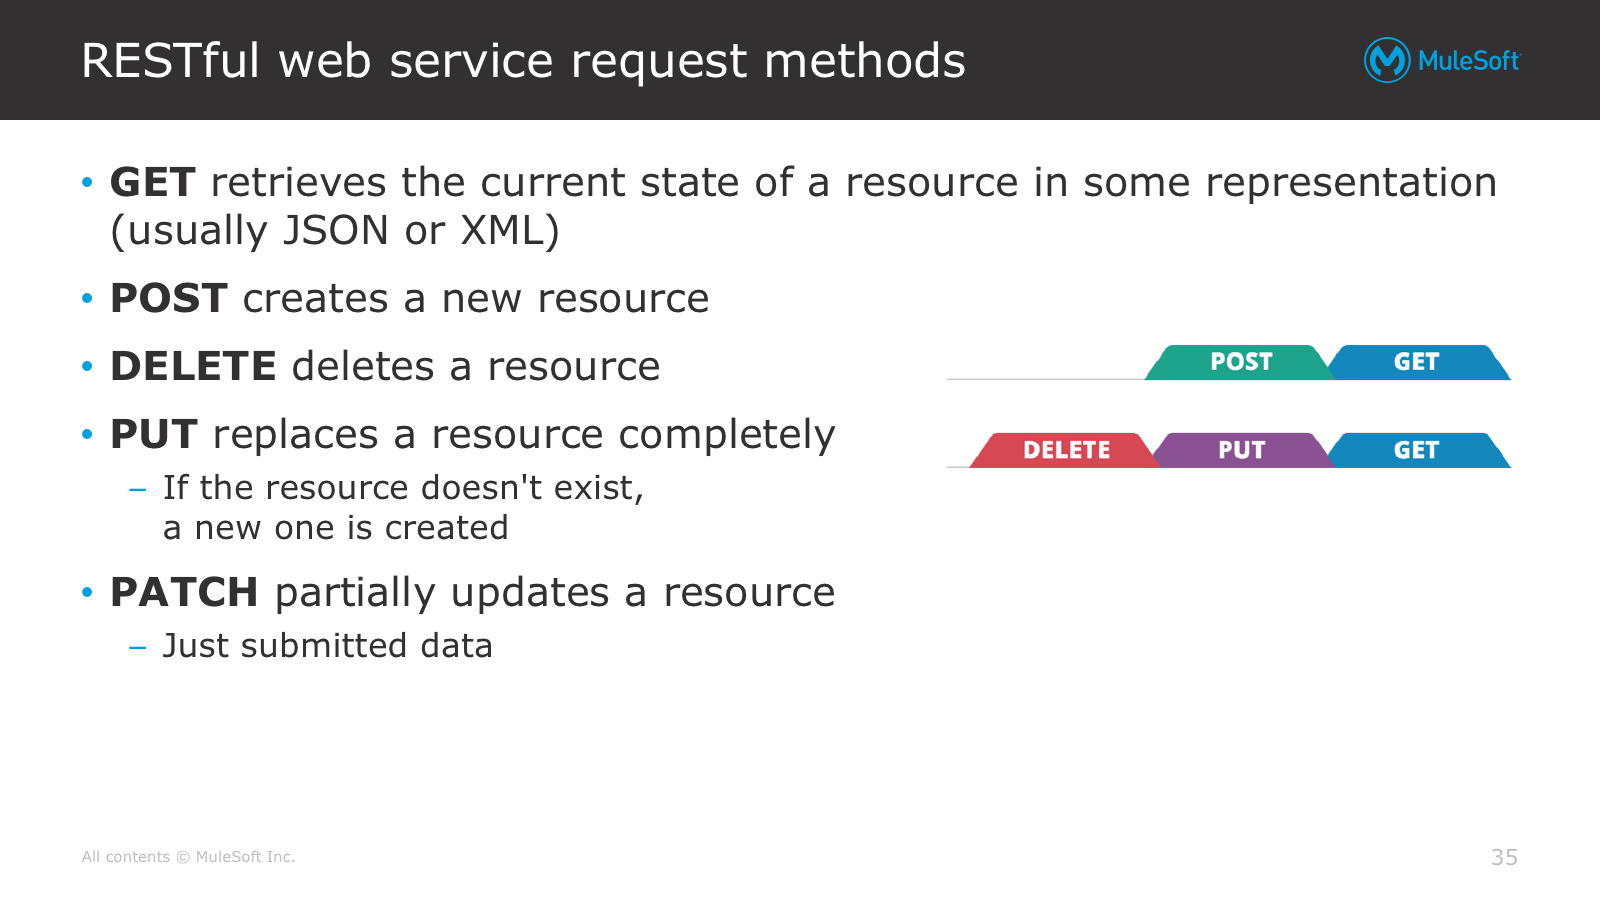 RESTful web service request methods
MuleSoft
• GET retrieves the current state of a resource in some representation
(usually JSON or XML)
• POST creates a new resource
• DELETE deletes a resource
• PUT replaces a resource completely
– If the resource doesn't exist,
a new one is created
• PATCH partially updates a resource
– Just submitted data
POST GET
DELETE PUT GET
All contents © MuleSoft Inc.
35